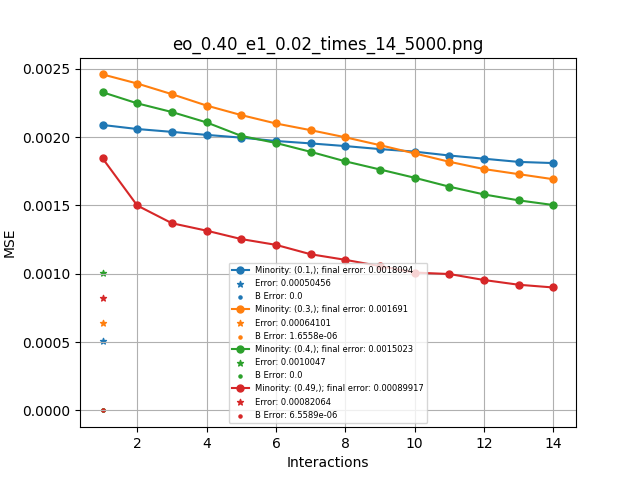 eo_0.40_e1_0.02_times_14_5000.png
0.0025
0.0020
0.0015
0.0010
0.0005
0.0000
MSE
Minority: (0.1,); final error: 0.0018094
Error: 0.00050456
B Error: 0.0
Minority: (0.3,); final error: 0.001691
Error: 0.00064101
B Error: 1.6558e-06
Minority: (0.4,); final error: 0.0015023
Error: 0.0010047
B Error: 0.0
Minority: (0.49,); final error: 0.00089917
Error: 0.00082064
B Error: 6.5589e-06
2 4 6 8 10 12 14
Interactions